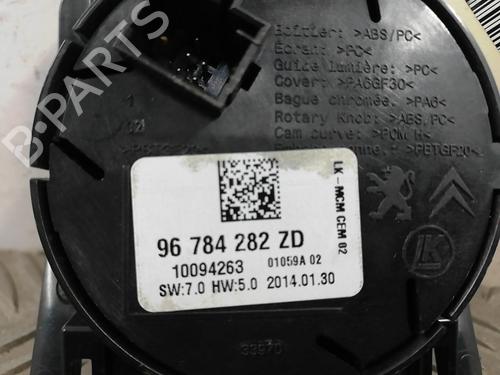 Boîtier: >ABS/PC<
Écran: >PC<
Guide lumière: >PC<
Cover: >PA6GF30<
Bague chromée: >PA6<
Rotary Knob: >ABS/PC<
Cam curve: >POM H<
>PBTGF20<
B-PARTS
LK - MCM CEM 02
96 784 282 ZD
10094263 01059A 02
SW:7.0 HW:5.0 2014.01.30
LK
33970